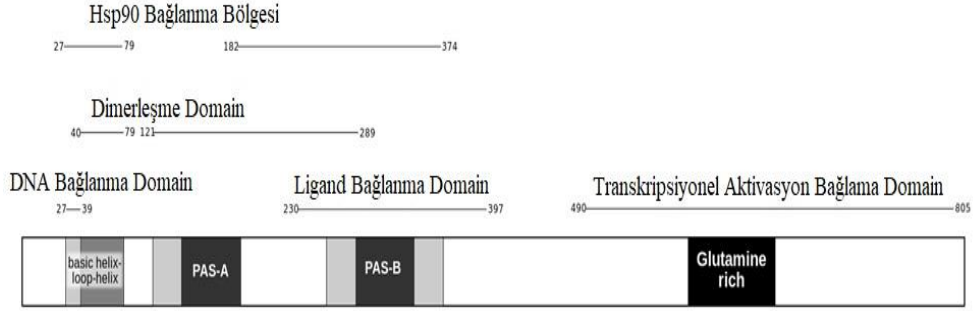 Hsp90 Bağlanma Bölgesi
27 79 182 374
Dimerleşme Domain
40 79 121 289
DNA Bağlanma Domain
27 39
Ligand Bağlanma Domain
230 397
Transkripsiyonel Aktivasyon Bağlama Domain
490 805
basic helix-
loop-helix
PAS-A
PAS-B
Glutamine
rich